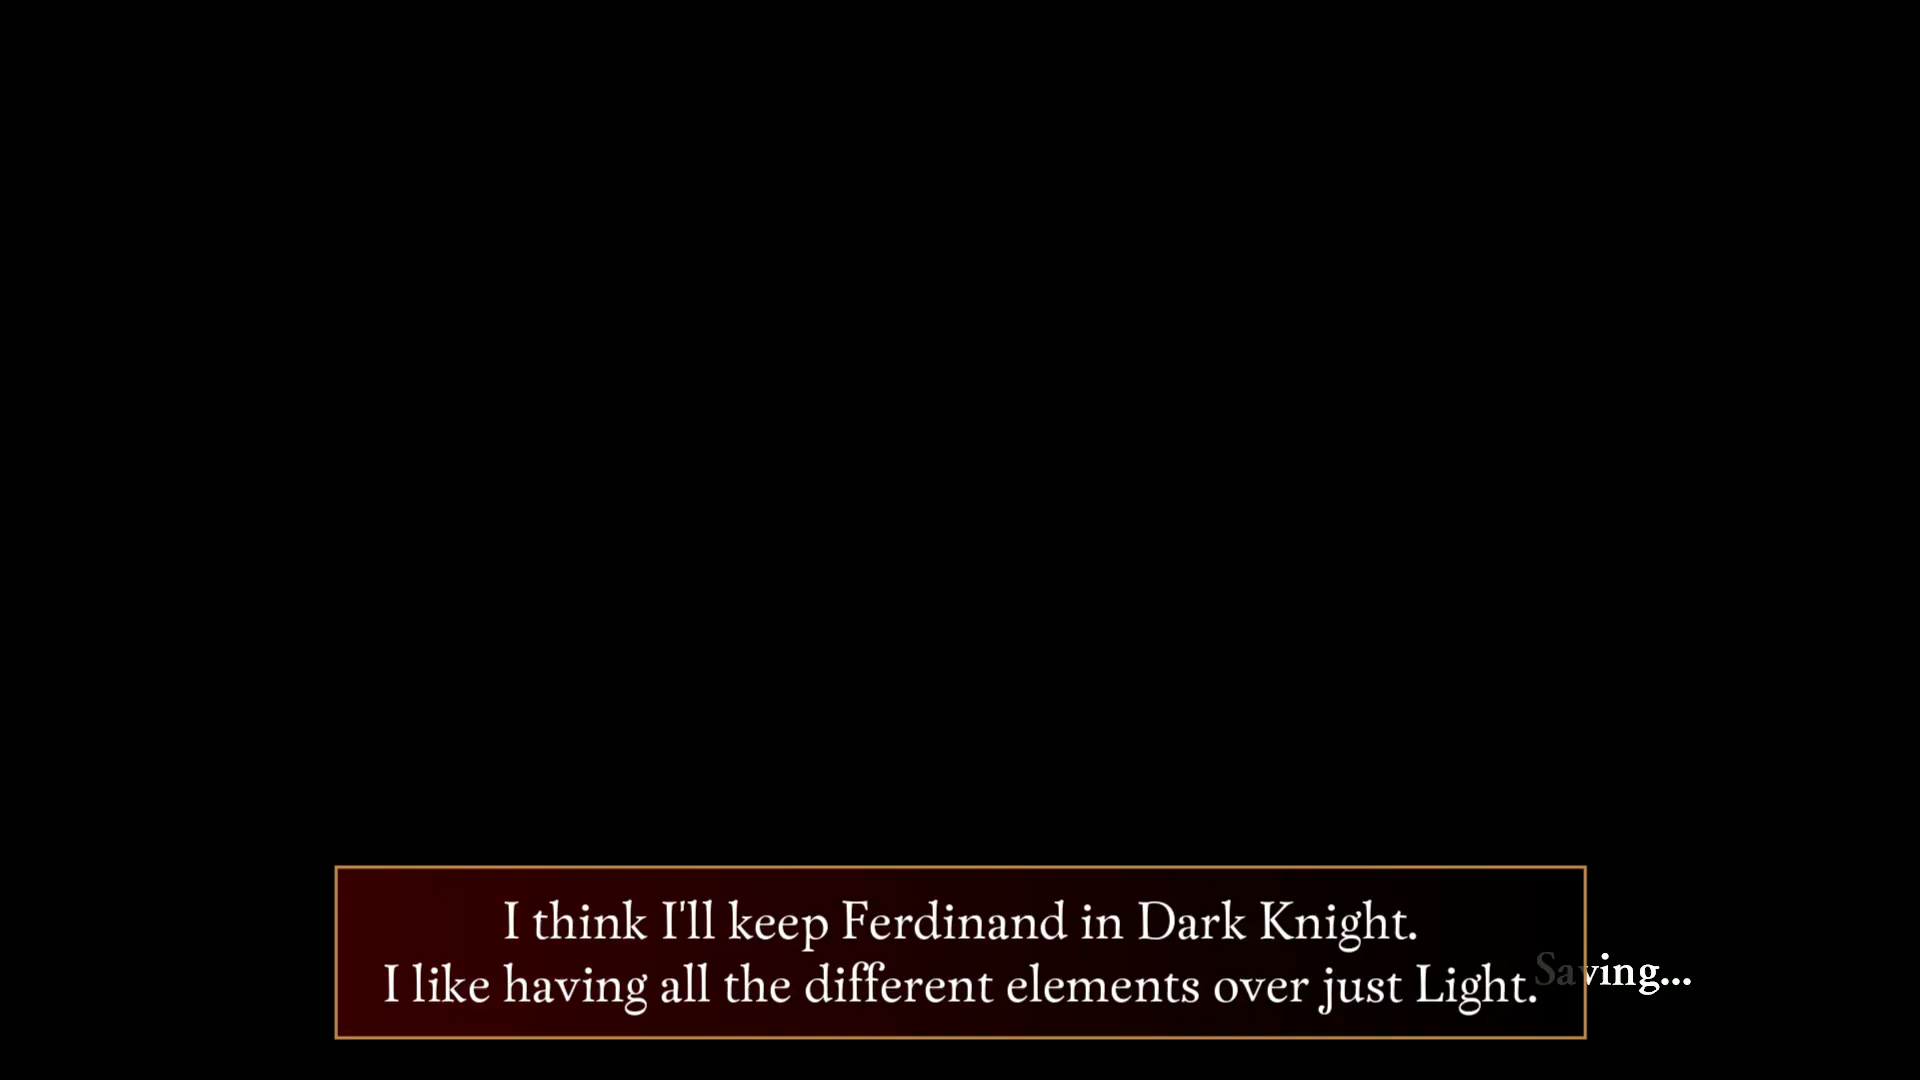 I think I'll keep Ferdinand in Dark Knight.
I like having all the different elements over just Light.
Saving...